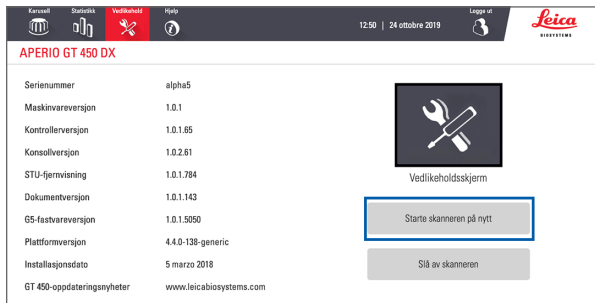 Karusell Statistikk Vedlikehold Hjelp Logge ut
12:50 | 24 ottobre 2019
Leica
BIOSYSTEMS
APERIO GT 450 DX
Serienummer alpha5
Maskinvareversjon 1.0.1
Kontrollerversjon 1.0.1.65
Konsollversjon 1.0.2.61
STU-fjernvisning 1.0.1.784
Dokumentversjon 1.0.1.143
G5-fastvareversjon 1.0.1.5050
Plattformversjon 4.4.0-138-generic
Installasjonsdato 5 marzo 2018
GT 450-oppdateringsnyheter www.leicabiosystems.com
Vedlikeholdsskjerm
Starte skanneren på nytt
Slå av skanneren